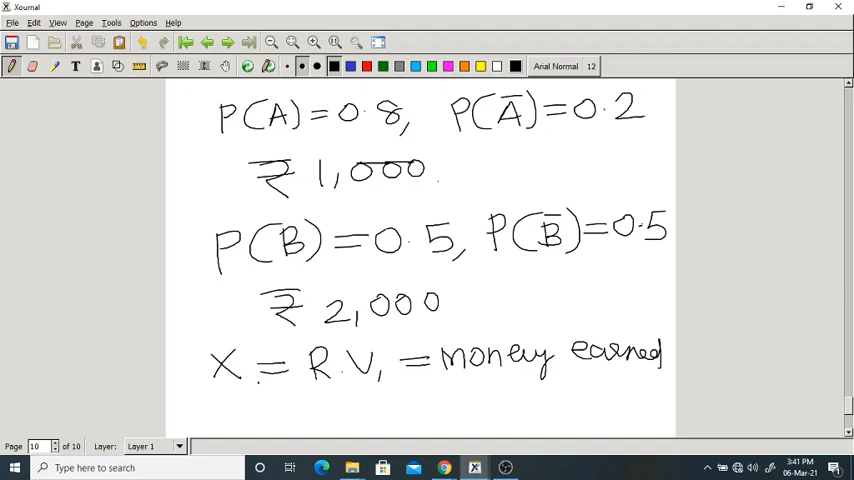 Xournal
File Edit View Page Tools Options Help
Arial Normal 12
P(A) = 0.8, P(A̅) = 0.2
₹ 1,000
P(B) = 0.5, P(B̅) = 0.5
₹ 2,000
X = R.V. = money earned
Page 10 of 10 Layer: Layer 1
Type here to search
3:41 PM
06-Mar-21